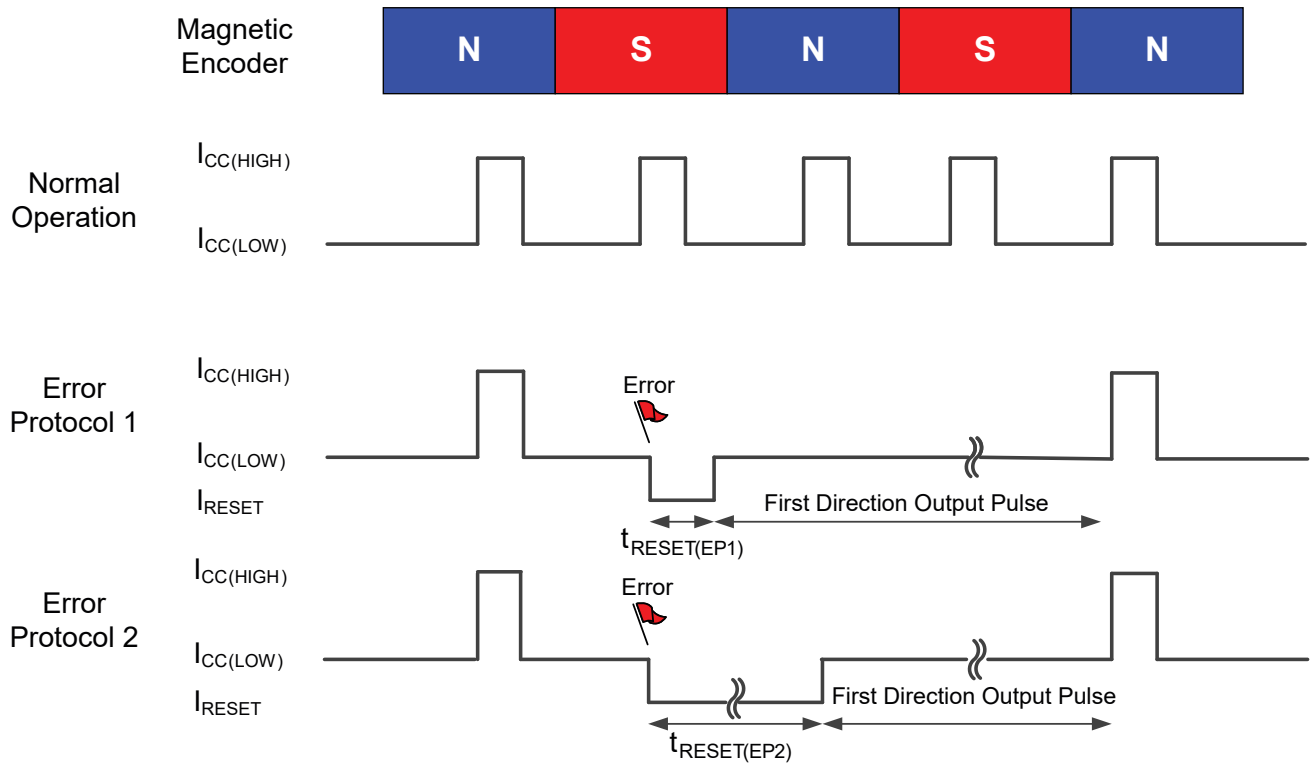 Magnetic
Encoder
N S N S N
Normal
Operation
ICC(HIGH)
ICC(LOW)
Error
Protocol 1
ICC(HIGH)
Error
ICC(LOW)
IRESET
First Direction Output Pulse
tRESET(EP1)
Error
Protocol 2
ICC(HIGH)
Error
ICC(LOW)
IRESET
First Direction Output Pulse
tRESET(EP2)